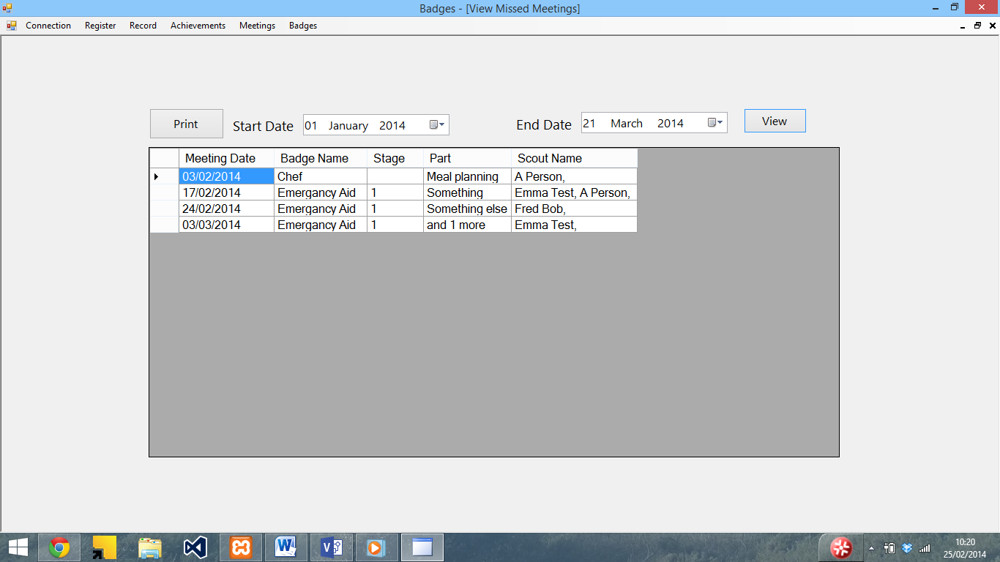 Badges - [View Missed Meetings]
Connection Register Record Achievements Meetings Badges
Print Start Date 01 January 2014 End Date 21 March 2014 View
Meeting Date Badge Name Stage Part Scout Name
03/02/2014 Chef Meal planning A Person,
17/02/2014 Emergancy Aid 1 Something Emma Test, A Person,
24/02/2014 Emergancy Aid 1 Something else Fred Bob,
03/03/2014 Emergancy Aid 1 and 1 more Emma Test,
10:20
25/02/2014